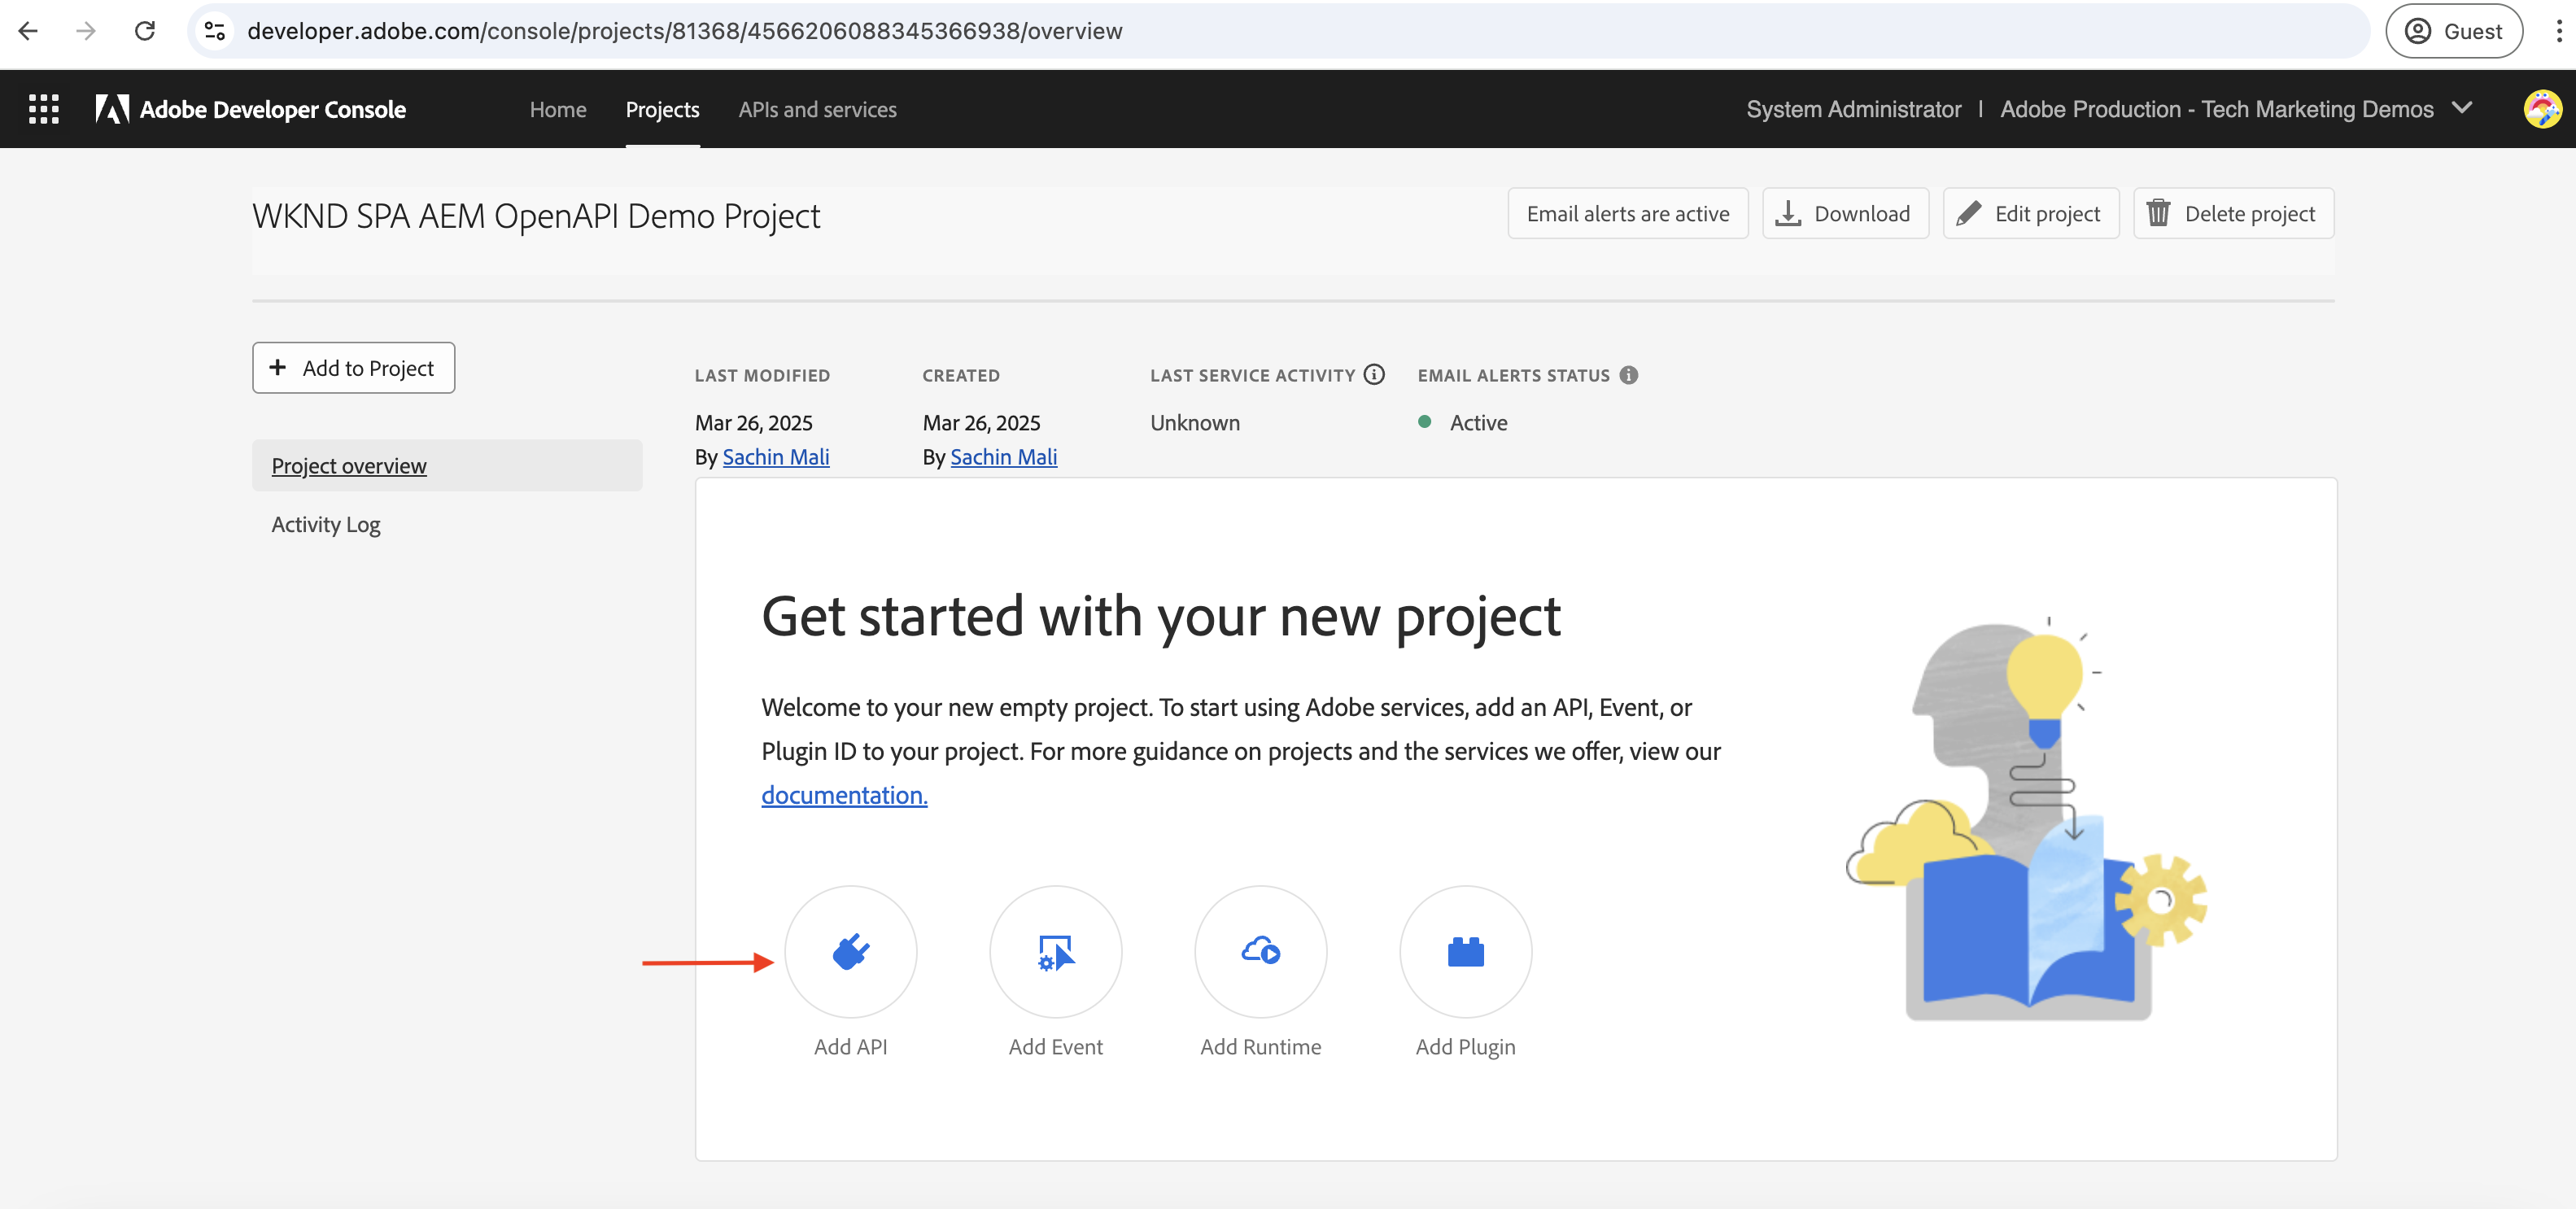 developer.adobe.com/console/projects/81368/4566206088345366938/overview
Guest
Adobe Developer Console
Home
Projects
APIs and services
System Administrator | Adobe Production - Tech Marketing Demos
WKND SPA AEM OpenAPI Demo Project
Email alerts are active
Download
Edit project
Delete project
+ Add to Project
Project overview
Activity Log
LAST MODIFIED
Mar 26, 2025
By Sachin Mali
CREATED
Mar 26, 2025
By Sachin Mali
LAST SERVICE ACTIVITY
Unknown
EMAIL ALERTS STATUS
Active
Get started with your new project
Welcome to your new empty project. To start using Adobe services, add an API, Event, or
Plugin ID to your project. For more guidance on projects and the services we offer, view our
documentation.
Add API
Add Event
Add Runtime
Add Plugin